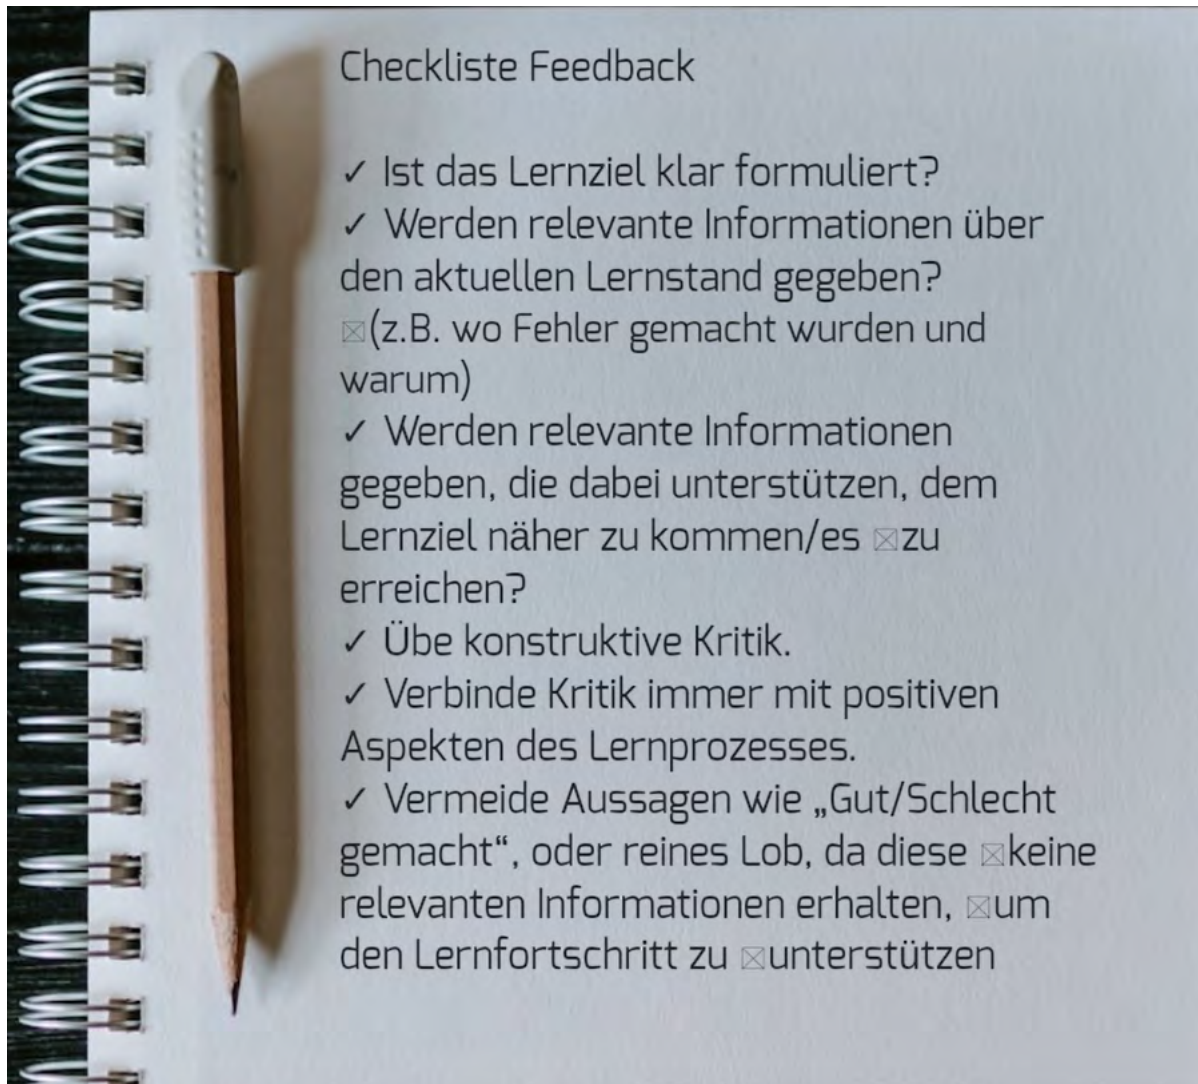 Checkliste Feedback
✓ Ist das Lernziel klar formuliert?
✓ Werden relevante Informationen über
den aktuellen Lernstand gegeben?
☒(z.B. wo Fehler gemacht wurden und
warum)
✓ Werden relevante Informationen
gegeben, die dabei unterstützen, dem
Lernziel näher zu kommen/es ☒zu
erreichen?
✓ Übe konstruktive Kritik.
✓ Verbinde Kritik immer mit positiven
Aspekten des Lernprozesses.
✓ Vermeide Aussagen wie „Gut/Schlecht
gemacht“, oder reines Lob, da diese ☒keine
relevanten Informationen erhalten, ☒um
den Lernfortschritt zu ☒unterstützen